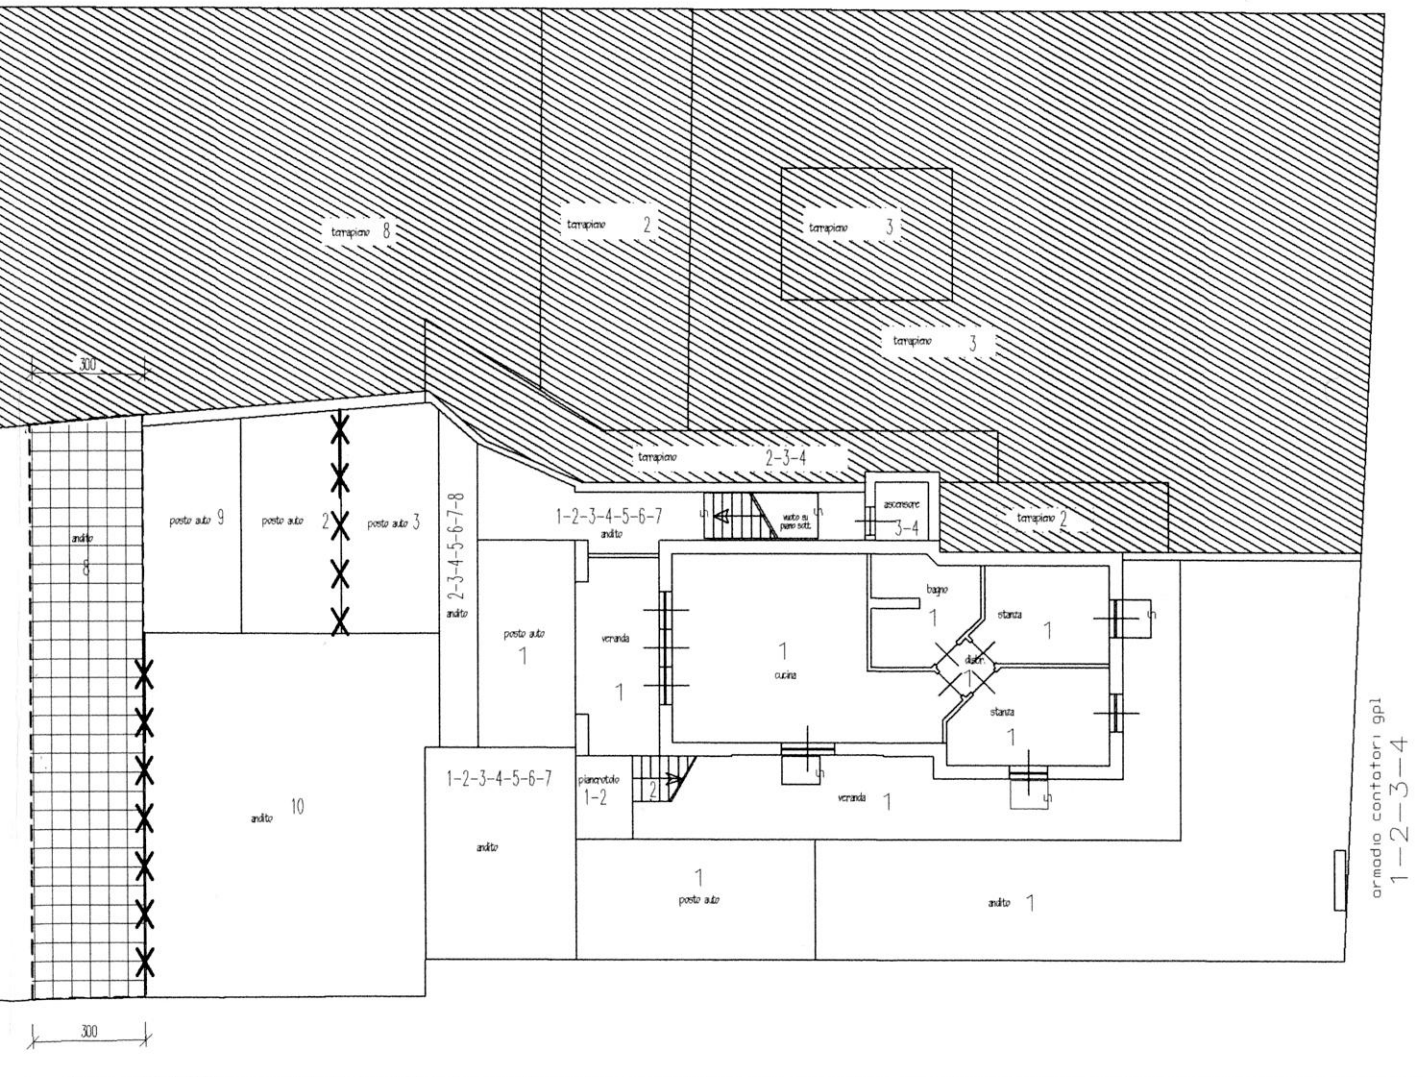 terrapieno 8
terrapieno 2
terrapieno 3
terrapieno 3
300
terrapieno 2-3-4
posto auto 9
posto auto 2
posto auto 3
andito
8
2-3-4-5-6-7-8
andito
1-2-3-4-5-6-7
andito
S
vuoto su
piano sott.
S
ascensore
3-4
terrapieno 2
posto auto
1
veranda
1
1
cucina
bagno
1
stanza
1
S
disbr.
1
stanza
1
1-2-3-4-5-6-7
andito
pianerottolo
1-2
2
S
veranda 1
S
andito 10
1
posto auto
andito 1
armadio contatori gpl
1-2-3-4
300